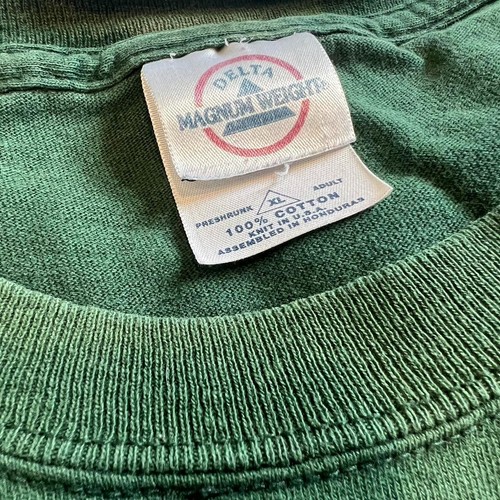 DELTA
MAGNUM WEIGHT
PRESHRUNK XL ADULT
100% COTTON
KNIT IN U.S.A.
ASSEMBLED IN HONDURAS